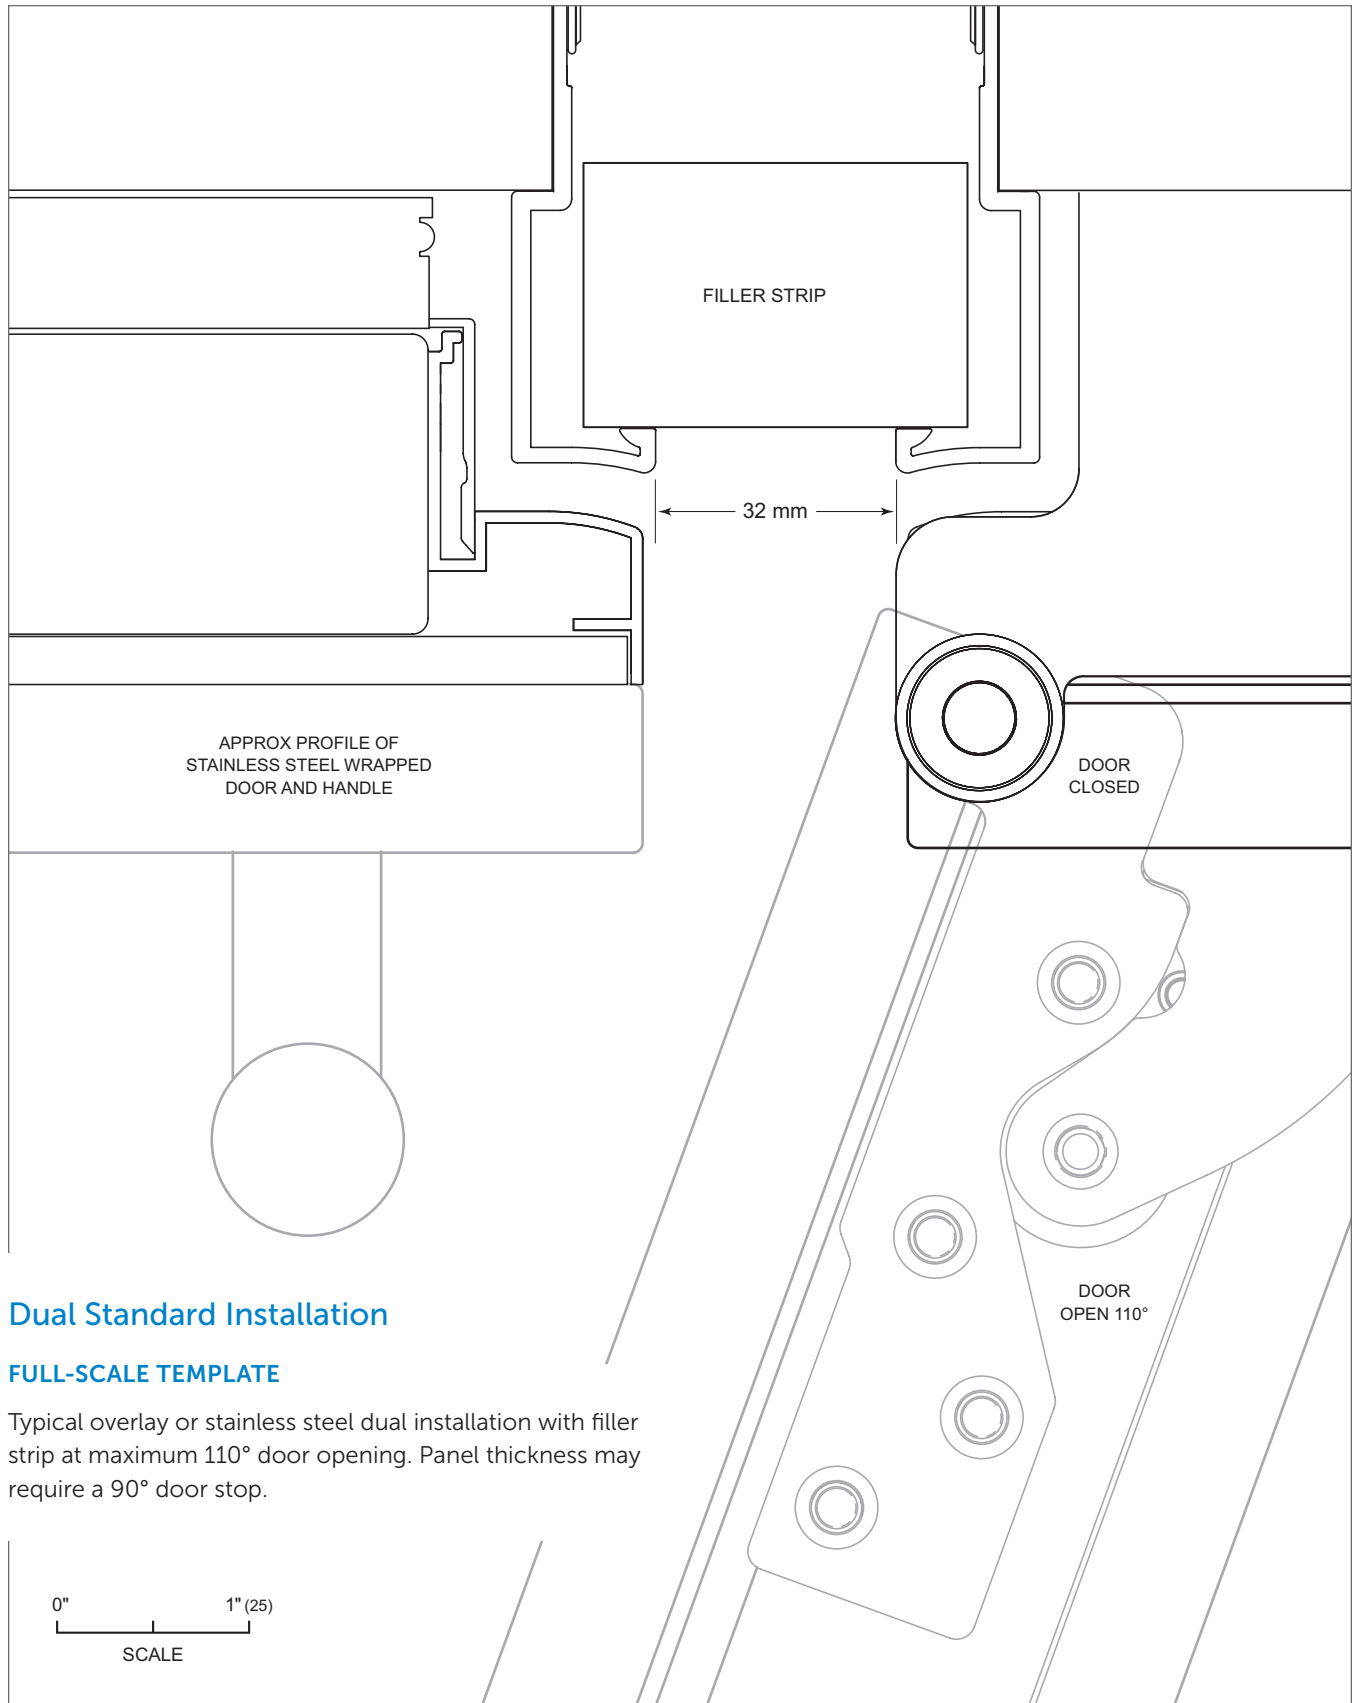 FILLER STRIP
32 mm
APPROX PROFILE OF
STAINLESS STEEL WRAPPED
DOOR AND HANDLE
DOOR
CLOSED
DOOR
OPEN 110°
Dual Standard Installation
FULL-SCALE TEMPLATE
Typical overlay or stainless steel dual installation with filler
strip at maximum 110° door opening. Panel thickness may
require a 90° door stop.
0" 1" (25)
SCALE